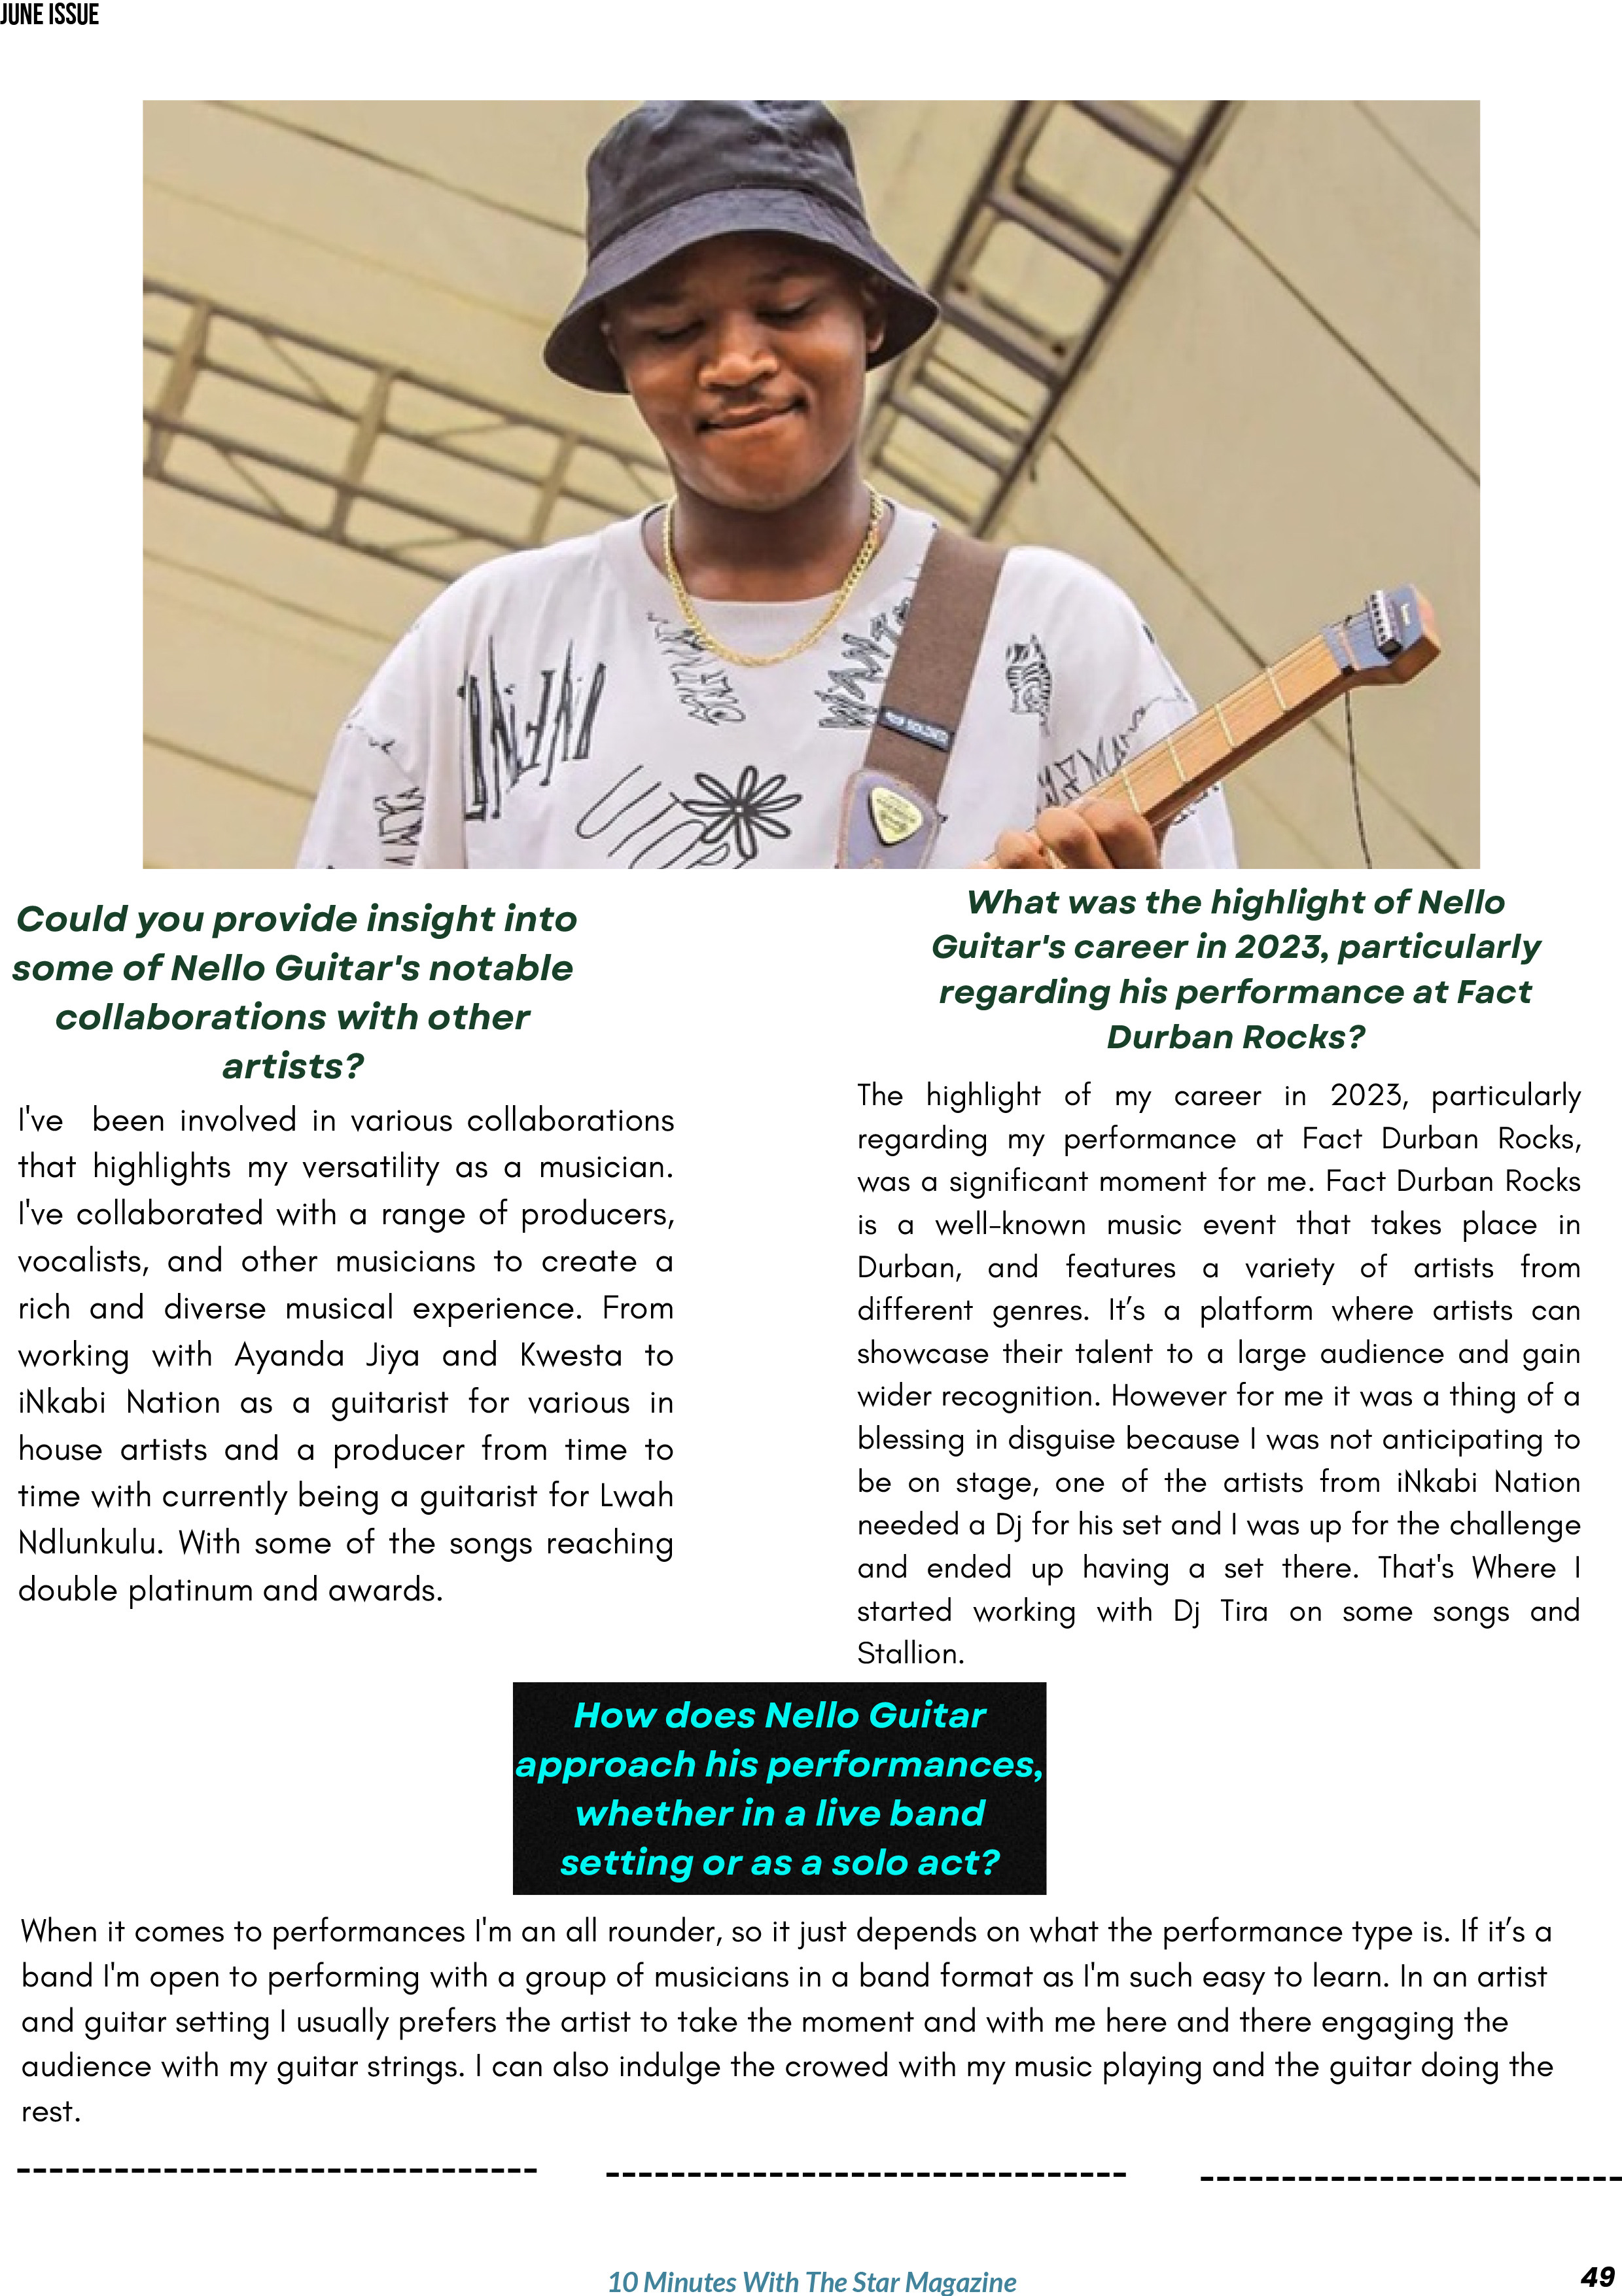 JUNE ISSUE
UTOP
Could you provide insight into
some of Nello Guitar's notable
collaborations with other
artists?
I've been involved in various collaborations
that highlights my versatility as a musician.
I've collaborated with a range of producers,
vocalists, and other musicians to create a
rich and diverse musical experience. From
working with Ayanda Jiya and Kwesta to
iNkabi Nation as a guitarist for various in
house artists and a producer from time to
time with currently being a guitarist for Lwah
Ndlunkulu. With some of the songs reaching
double platinum and awards.
What was the highlight of Nello
Guitar's career in 2023, particularly
regarding his performance at Fact
Durban Rocks?
The highlight of my career in 2023, particularly
regarding my performance at Fact Durban Rocks,
was a significant moment for me. Fact Durban Rocks
is a well-known music event that takes place in
Durban, and features a variety of artists from
different genres. It’s a platform where artists can
showcase their talent to a large audience and gain
wider recognition. However for me it was a thing of a
blessing in disguise because I was not anticipating to
be on stage, one of the artists from iNkabi Nation
needed a Dj for his set and I was up for the challenge
and ended up having a set there. That's Where I
started working with Dj Tira on some songs and
Stallion.
How does Nello Guitar
approach his performances,
whether in a live band
setting or as a solo act?
When it comes to performances I'm an all rounder, so it just depends on what the performance type is. If it’s a
band I'm open to performing with a group of musicians in a band format as I'm such easy to learn. In an artist
and guitar setting I usually prefers the artist to take the moment and with me here and there engaging the
audience with my guitar strings. I can also indulge the crowed with my music playing and the guitar doing the
rest.
10 Minutes With The Star Magazine
49